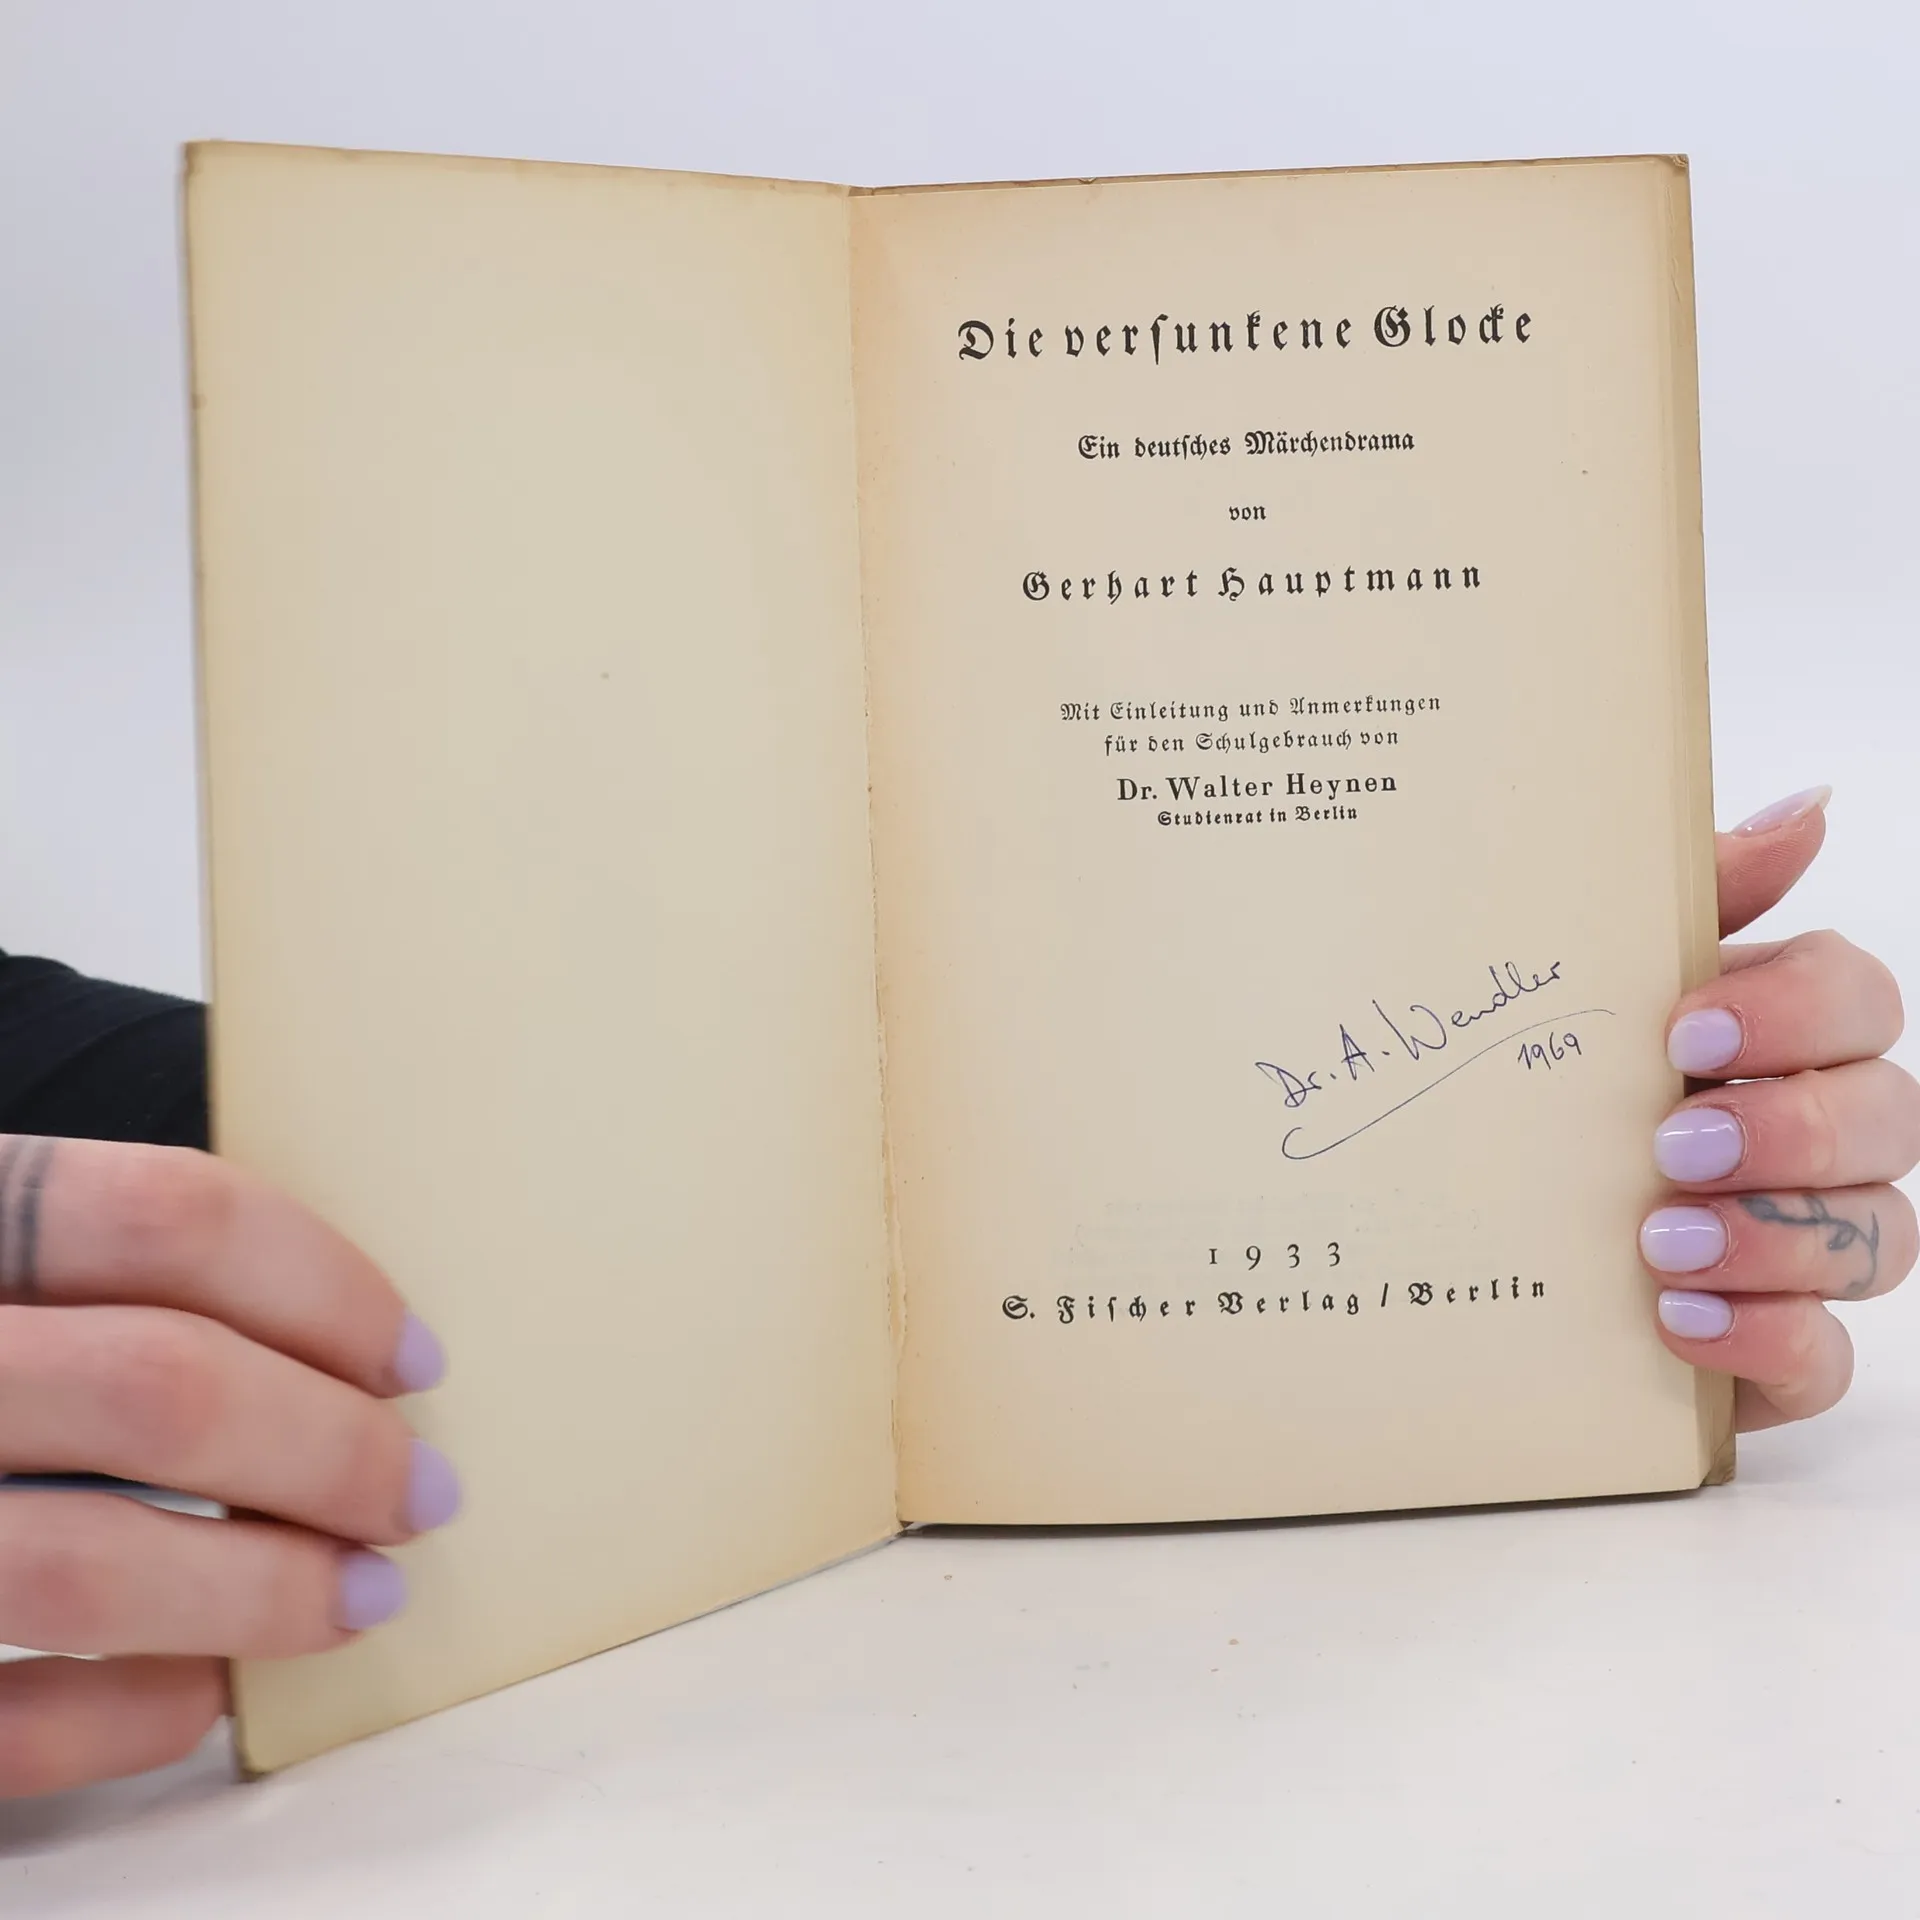 Die verſunkene Glocke
Ein deutſches Märchendrama
von
Gerhart Hauptmann
Mit Einleitung und Anmerkungen
für den Schulgebrauch von
Dr. Walter Heynen
Studienrat in Berlin
Dr. A. Wendler
1969
1933
S. Fiſcher Verlag / Berlin